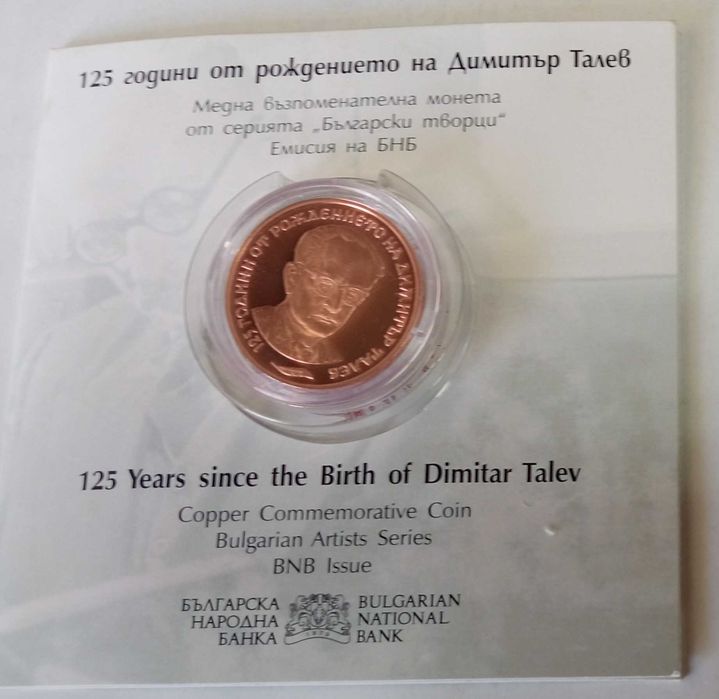 125 години от рождението на Димитър Талев
Медна възпоменателна монета
от серията „Български творци“
Емисия на БНБ
125 ГОДИНИ ОТ РОЖДЕНИЕТО НА ДИМИТЪР ТАЛЕВ
125 Years since the Birth of Dimitar Talev
Copper Commemorative Coin
Bulgarian Artists Series
BNB Issue
БЪЛГАРСКА
НАРОДНА
БАНКА
1879
BULGARIAN
NATIONAL
BANK